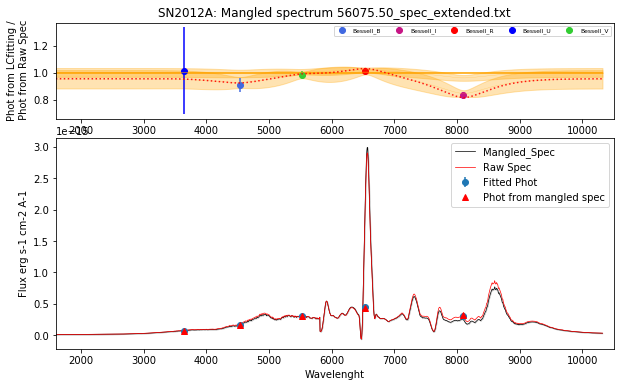 SN2012A: Mangled spectrum 56075.50_spec_extended.txt
Phot from LCfitting /
Phot from Raw Spec
1.2
1.0
0.8
Bessell_B
Bessell_I
Bessell_R
Bessell_U
Bessell_V
2000 3000 4000 5000 6000 7000 8000 9000 10000
Flux erg s-1 cm-2 A-1
3.0
2.5
2.0
1.5
1.0
0.5
0.0
Mangled_Spec
Raw Spec
Fitted Phot
Phot from mangled spec
2000 3000 4000 5000 6000 7000 8000 9000 10000
Wavelenght